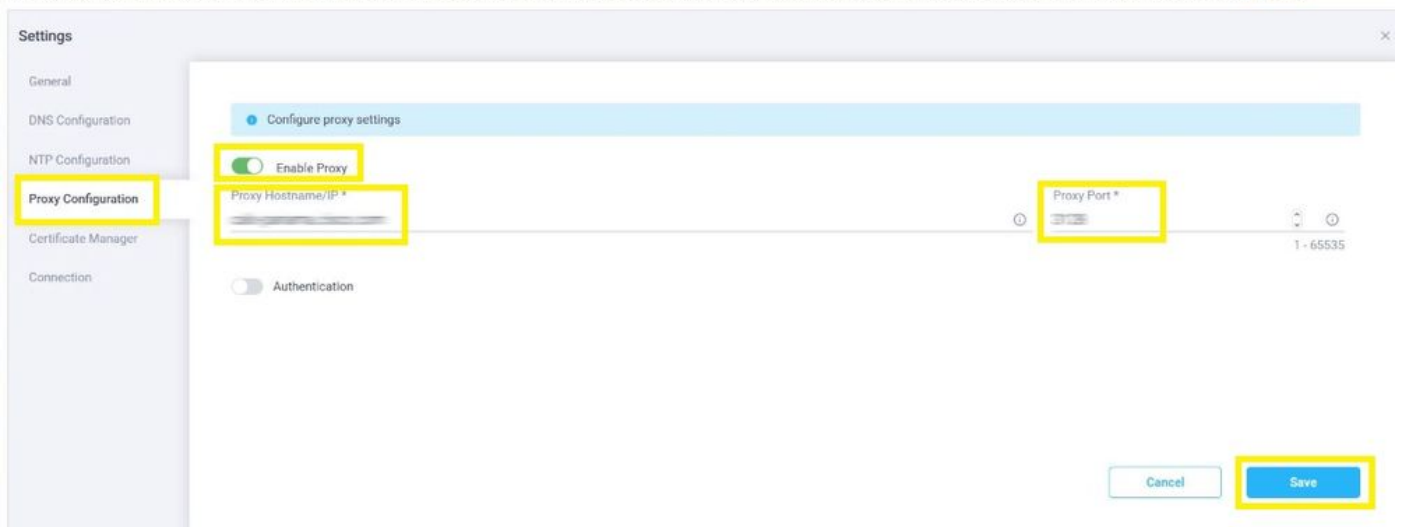 Settings
×
General
DNS Configuration
Configure proxy settings
NTP Configuration
Enable Proxy
Proxy Configuration
Proxy Hostname/IP *
Proxy Port *
Certificate Manager
1 - 65535
Connection
Authentication
Cancel
Save